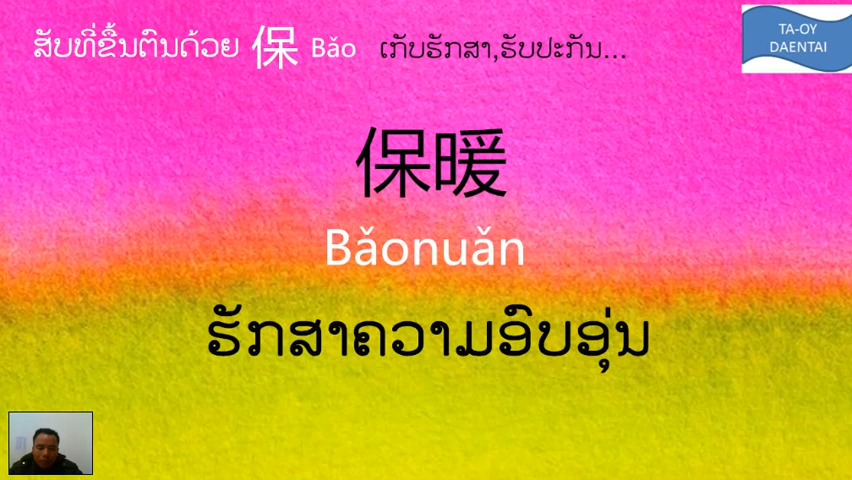 ສັບທີ່ຂື້ນຕົນດ້ວຍ 保 Bǎo ເກັບຮັກສາ,ຮັບປະກັນ...
TA-OY
DAENTAI
保暖
Bǎonuǎn
ຮັກສາຄວາມອົບອຸ່ນ